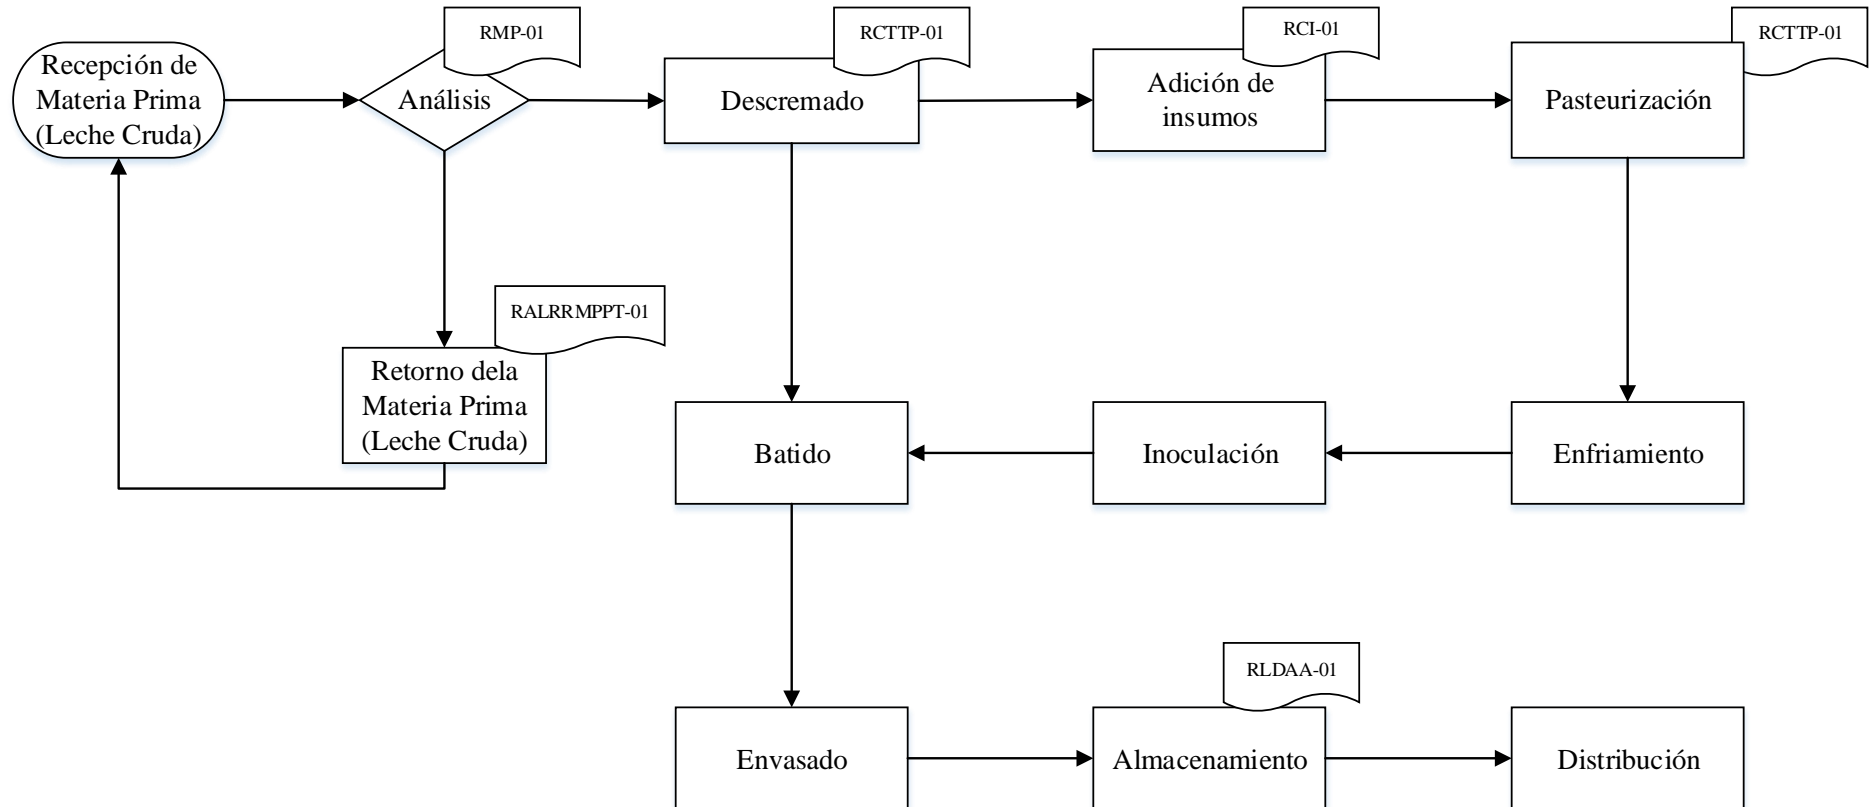 RMP-01
RCTTP-01
RCI-01
RCTTP-01
Recepción de
Materia Prima
(Leche Cruda)
Análisis
Descremado
Adición de
insumos
Pasteurización
RALRRMPPT-01
Retorno dela
Materia Prima
(Leche Cruda)
Batido
Inoculación
Enfriamiento
RLDAA-01
Envasado
Almacenamiento
Distribución